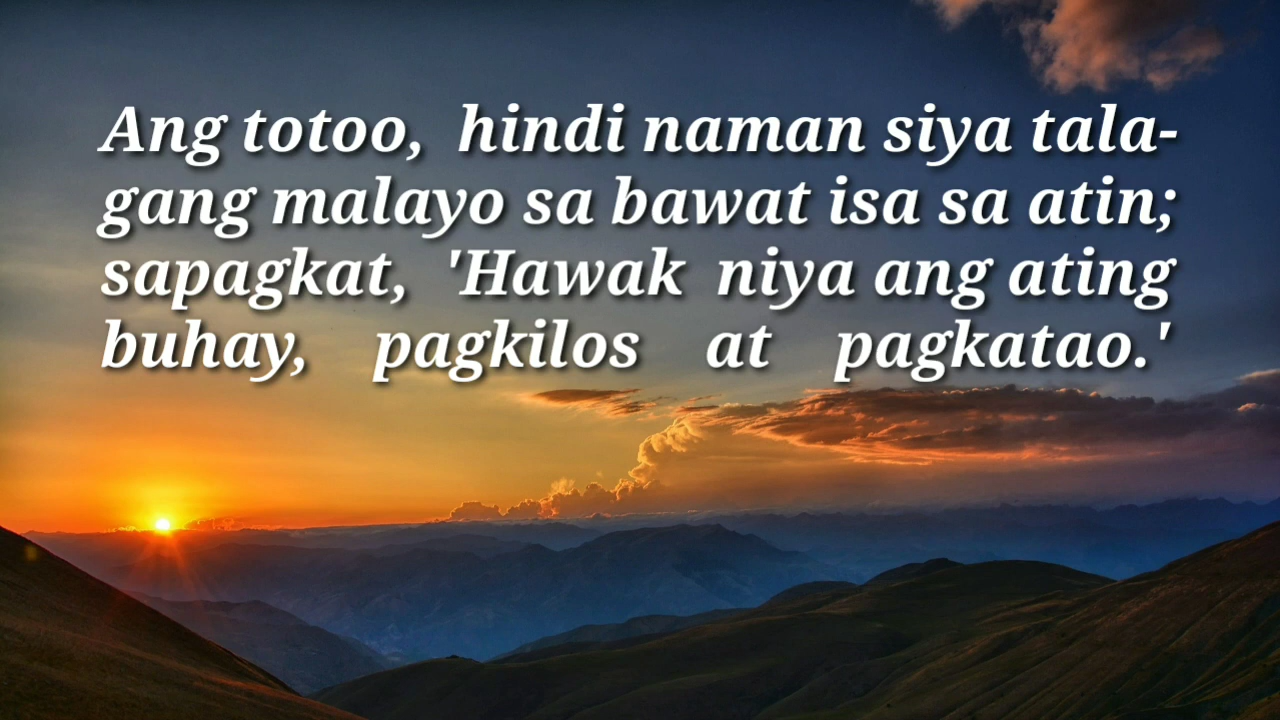 Ang totoo, hindi naman siya tala-
gang malayo sa bawat isa sa atin;
sapagkat, 'Hawak niya ang ating
buhay, pagkilos at pagkatao.'